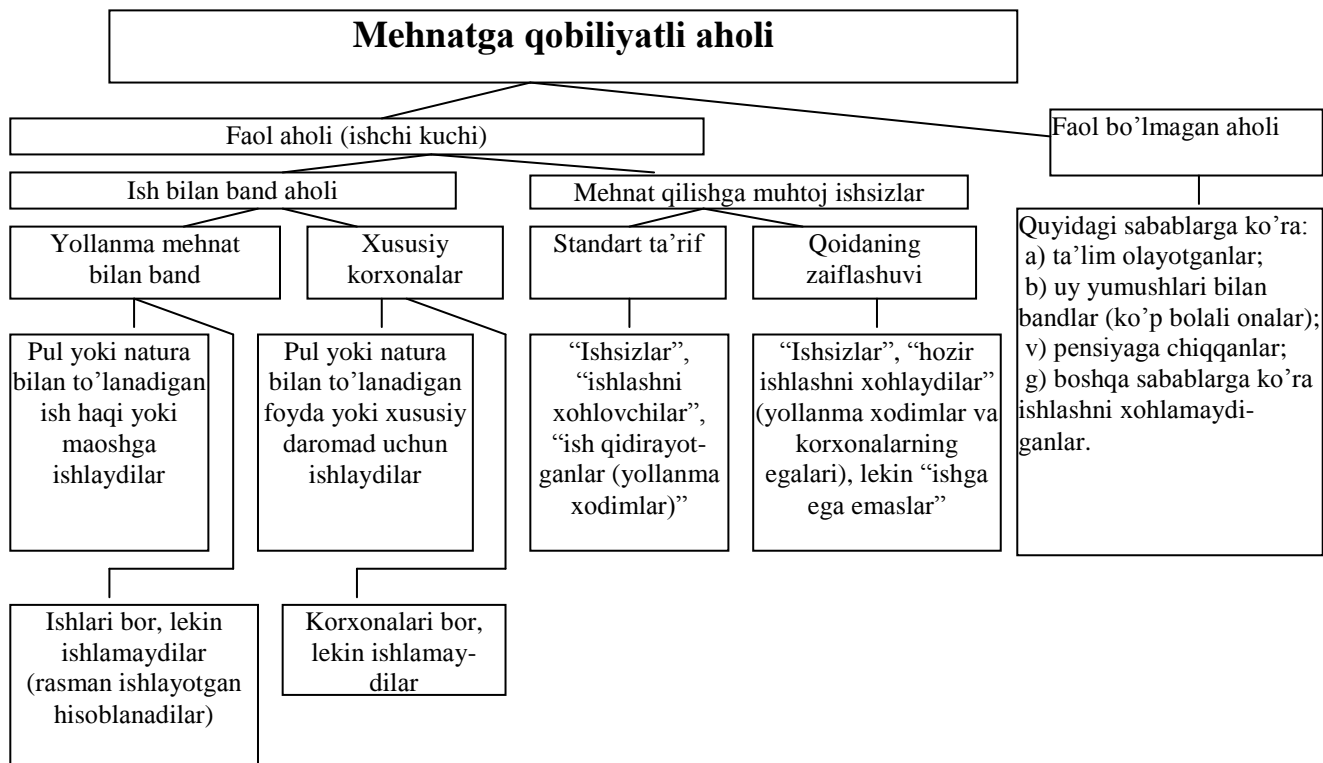 Mehnatga qobiliyatli aholi
Faol aholi (ishchi kuchi)
Faol bo’lmagan aholi
Ish bilan band aholi
Mehnat qilishga muhtoj ishsizlar
Yollanma mehnat
bilan band
Xususiy
korxonalar
Standart ta’rif
Qoidaning
zaiflashuvi
Quyidagi sabablarga ko’ra:
a) ta’lim olayotganlar;
b) uy yumushlari bilan
bandlar (ko’p bolali onalar);
v) pensiyaga chiqqanlar;
g) boshqa sabablarga ko’ra
ishlashni xohlamaydi-
ganlar.
Pul yoki natura
bilan to’lanadigan
ish haqi yoki
maoshga
ishlaydilar
Pul yoki natura
bilan to’lanadigan
foyda yoki xususiy
daromad uchun
ishlaydilar
“Ishsizlar”,
“ishlashni
xohlovchilar”,
“ish qidirayot-
ganlar (yollanma
xodimlar)”
“Ishsizlar”, “hozir
ishlashni xohlaydilar”
(yollanma xodimlar va
korxonalarning
egalari), lekin “ishga
ega emaslar”
Ishlari bor, lekin
ishlamaydilar
(rasman ishlayotgan
hisoblanadilar)
Korxonalari bor,
lekin ishlamay-
dilar